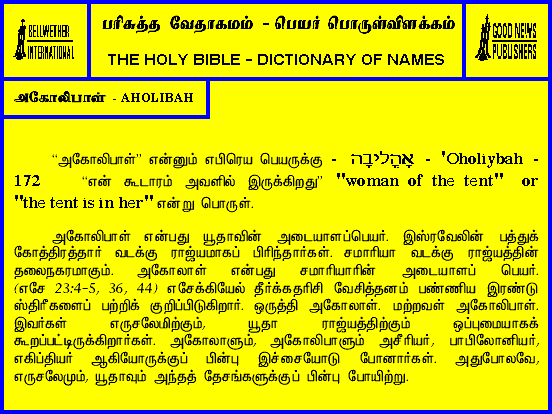 BELLWETHER
INTERNATIONAL
பரிசுத்த வேதாகமம் - பெயர் பொருள்விளக்கம்
THE HOLY BIBLE - DICTIONARY OF NAMES
GOOD NEWS
PUBLISHERS
அகோலிபாள் - AHOLIBAH
"அகோலிபாள்" என்னும் எபிரெய பெயருக்கு - אָהֳלִיבָה - 'Oholiybah -
172 "என் கூடாரம் அவளில் இருக்கிறது" "woman of the tent" or
"the tent is in her" என்று பொருள்.
அகோலிபாள் என்பது யூதாவின் அடையாளப்பெயர். இஸ்ரவேலின் பத்துக்
கோத்திரத்தார் வடக்கு ராஜ்யமாகப் பிரிந்தார்கள். சமாரியா வடக்கு ராஜ்யத்தின்
தலைநகரமாகும். அகோலாள் என்பது சமாரியாரின் அடையாளப் பெயர்.
(எசே 23:4-5, 36, 44) எசேக்கியேல் தீர்க்கதரிசி வேசித்தனம் பண்ணிய இரண்டு
ஸ்திரீகளைப் பற்றிக் குறிப்பிடுகிறார். ஒருத்தி அகோலாள். மற்றவள் அகோலிபாள்.
இவர்கள் எருசலேமிற்கும், யூதா ராஜ்யத்திற்கும் ஒப்புமையாகக்
கூறப்பட்டிருக்கிறார்கள். அகோலாளும், அகோலிபாளும் அசீரியர், பாபிலோனியர்,
எகிப்தியர் ஆகியோருக்குப் பின்பு இச்சையோடு போனார்கள். அதுபோலவே,
எருசலேமும், யூதாவும் அந்தத் தேசங்களுக்குப் பின்பு போயிற்று.